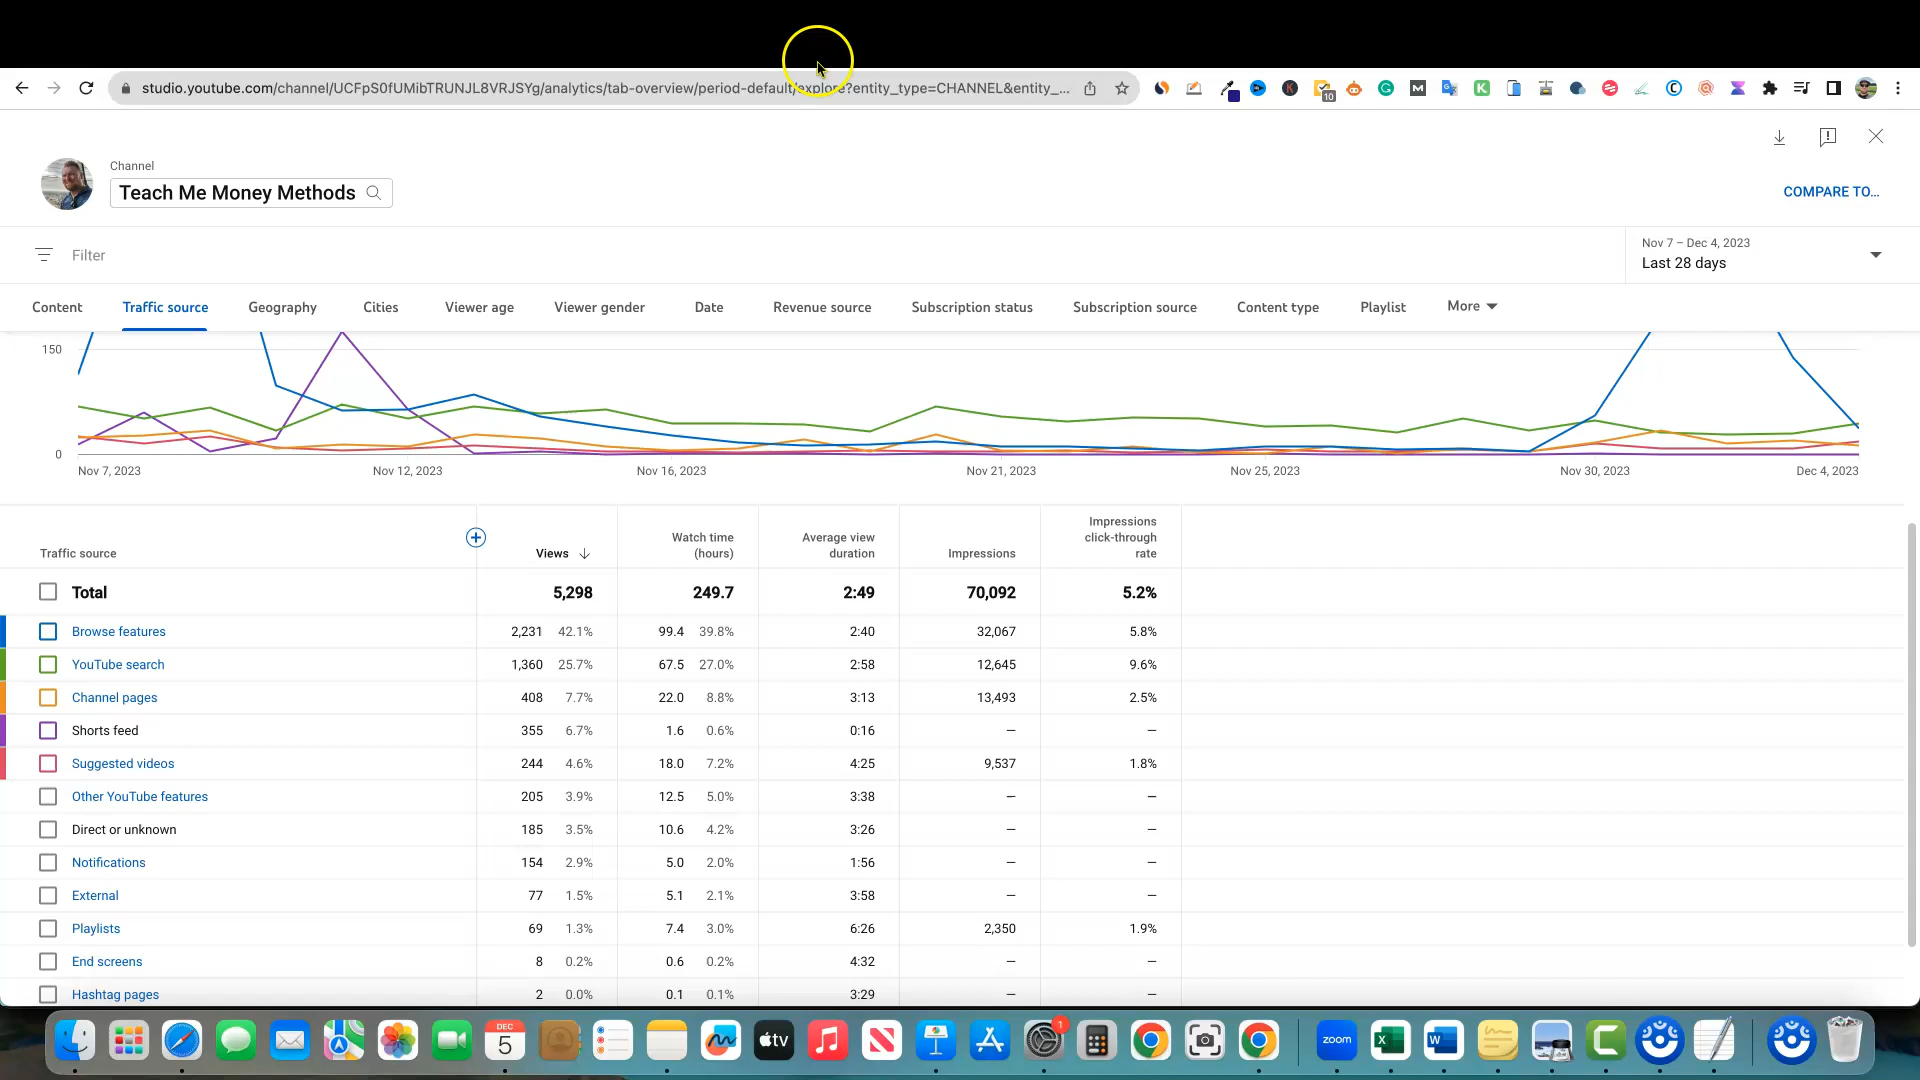 studio.youtube.com/channel/UCFpS0fUMibTRUNJL8VRJSYg/analytics/tab-overview/period-default/explore?entity_type=CHANNEL&entity_...
10
Channel
Teach Me Money Methods
COMPARE TO...
Filter
Nov 7 – Dec 4, 2023
Last 28 days
Content Traffic source Geography Cities Viewer age Viewer gender Date Revenue source Subscription status Subscription source Content type Playlist More
150
0
Nov 7, 2023 Nov 12, 2023 Nov 16, 2023 Nov 21, 2023 Nov 25, 2023 Nov 30, 2023 Dec 4, 2023
Traffic source Views Watch time (hours) Average view duration Impressions Impressions click-through rate
Total 5,298 249.7 2:49 70,092 5.2%
Browse features 2,231 42.1% 99.4 39.8% 2:40 32,067 5.8%
YouTube search 1,360 25.7% 67.5 27.0% 2:58 12,645 9.6%
Channel pages 408 7.7% 22.0 8.8% 3:13 13,493 2.5%
Shorts feed 355 6.7% 1.6 0.6% 0:16 — —
Suggested videos 244 4.6% 18.0 7.2% 4:25 9,537 1.8%
Other YouTube features 205 3.9% 12.5 5.0% 3:38 — —
Direct or unknown 185 3.5% 10.6 4.2% 3:26 — —
Notifications 154 2.9% 5.0 2.0% 1:56 — —
External 77 1.5% 5.1 2.1% 3:58 — —
Playlists 69 1.3% 7.4 3.0% 6:26 2,350 1.9%
End screens 8 0.2% 0.6 0.2% 4:32 — —
Hashtag pages 2 0.0% 0.1 0.1% 3:29 — —
DEC
5
tv
1
zoom
X
W